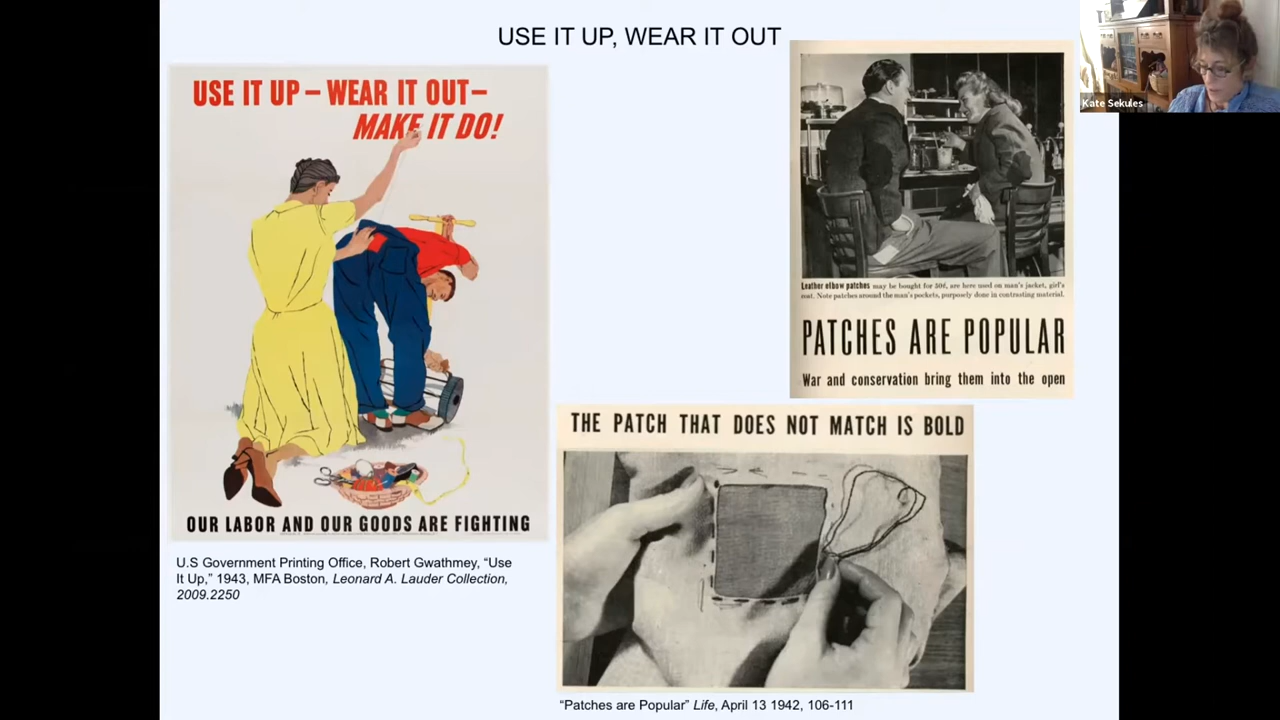 USE IT UP, WEAR IT OUT
USE IT UP – WEAR IT OUT –
MAKE IT DO!
OUR LABOR AND OUR GOODS ARE FIGHTING
U.S Government Printing Office, Robert Gwathmey, “Use
It Up,” 1943, MFA Boston, Leonard A. Lauder Collection,
2009.2250
Leather elbow patches may be bought for 50¢, are here used on man's jacket, girl's
coat. Note patches around the man's pockets, purposely done in contrasting material.
PATCHES ARE POPULAR
War and conservation bring them into the open
THE PATCH THAT DOES NOT MATCH IS BOLD
“Patches are Popular” Life, April 13 1942, 106-111
Kate Sekules